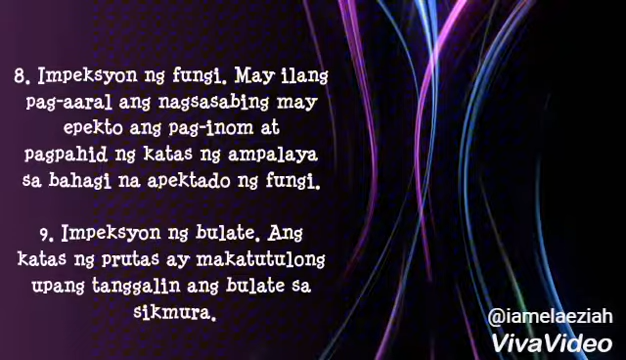 8. Impeksyon ng fungi. May ilang
pag-aaral ang nagsasabing may
epekto ang pag-inom at
pagpahid ng katas ng ampalaya
sa bahagi na apektado ng fungi.
9. Impeksyon ng bulate. Ang
katas ng prutas ay makatutulong
upang tanggalin ang bulate sa
sikmura.
@iamelaeziah
VivaVideo